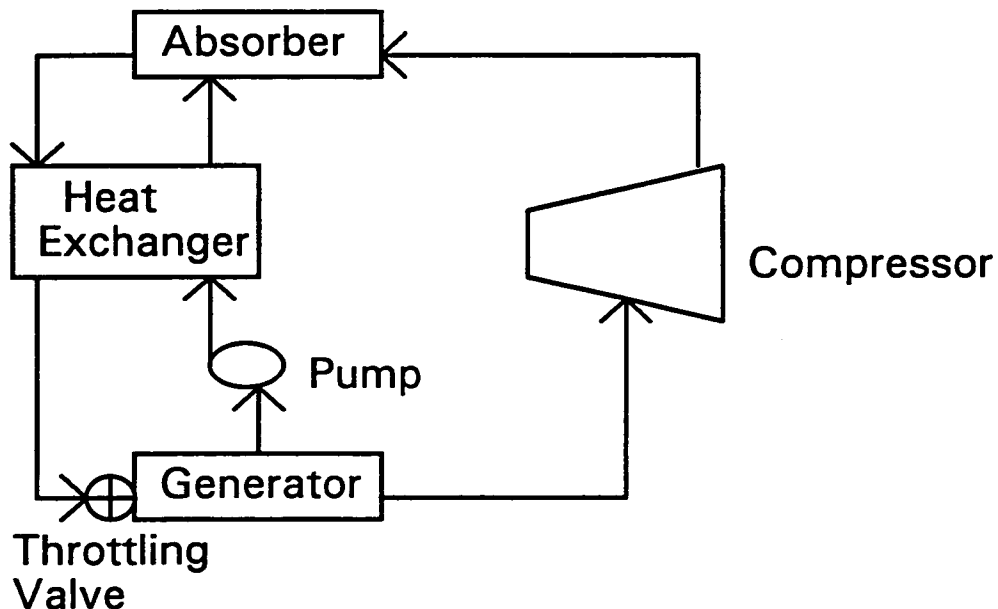 Absorber
Heat
Exchanger
Compressor
Pump
Generator
Throttling
Valve